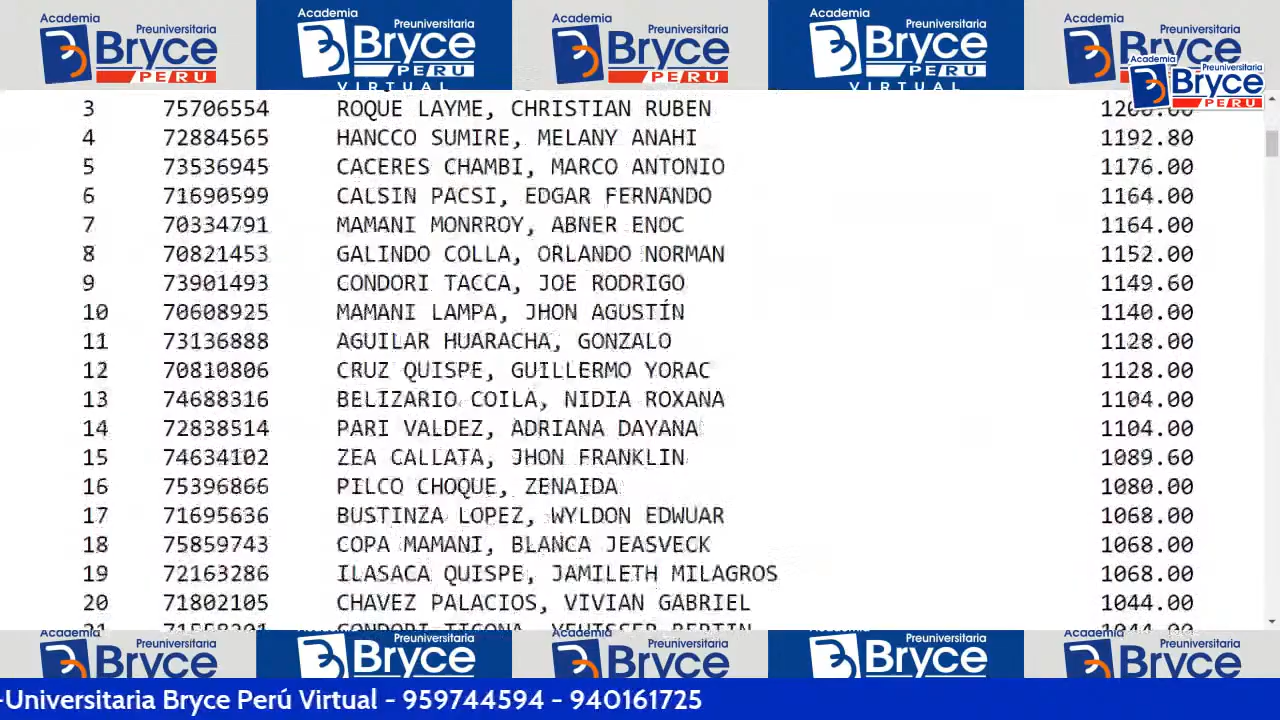 Academia Preuniversitaria Bryce PERU
Academia Preuniversitaria Bryce PERU VIRTUAL
Academia Preuniversitaria Bryce PERU
Academia Preuniversitaria Bryce PERU VIRTUAL
Academia Preuniversitaria Bryce
Academia Preuniversitaria Bryce PERU
3 75706554 ROQUE LAYME, CHRISTIAN RUBEN
4 72884565 HANCCO SUMIRE, MELANY ANAHI 1192.80
5 73536945 CACERES CHAMBI, MARCO ANTONIO 1176.00
6 71690599 CALSIN PACSI, EDGAR FERNANDO 1164.00
7 70334791 MAMANI MONRROY, ABNER ENOC 1164.00
8 70821453 GALINDO COLLA, ORLANDO NORMAN 1152.00
9 73901493 CONDORI TACCA, JOE RODRIGO 1149.60
10 70608925 MAMANI LAMPA, JHON AGUSTÍN 1140.00
11 73136888 AGUILAR HUARACHA, GONZALO 1128.00
12 70810806 CRUZ QUISPE, GUILLERMO YORAC 1128.00
13 74688316 BELIZARIO COILA, NIDIA ROXANA 1104.00
14 72838514 PARI VALDEZ, ADRIANA DAYANA 1104.00
15 74634102 ZEA CALLATA, JHON FRANKLIN 1089.60
16 75396866 PILCO CHOQUE, ZENAIDA 1080.00
17 71695636 BUSTINZA LOPEZ, WYLDON EDWUAR 1068.00
18 75859743 COPA MAMANI, BLANCA JEASVECK 1068.00
19 72163286 ILASACA QUISPE, JAMILETH MILAGROS 1068.00
20 71802105 CHAVEZ PALACIOS, VIVIAN GABRIEL 1044.00
Academia Preuniversitaria Bryce
Preuniversitaria Bryce
Academia Preuniversitaria Bryce
Preuniversitaria Bryce
Academia Preuniversitaria Bryce
-Universitaria Bryce Perú Virtual - 959744594 - 940161725